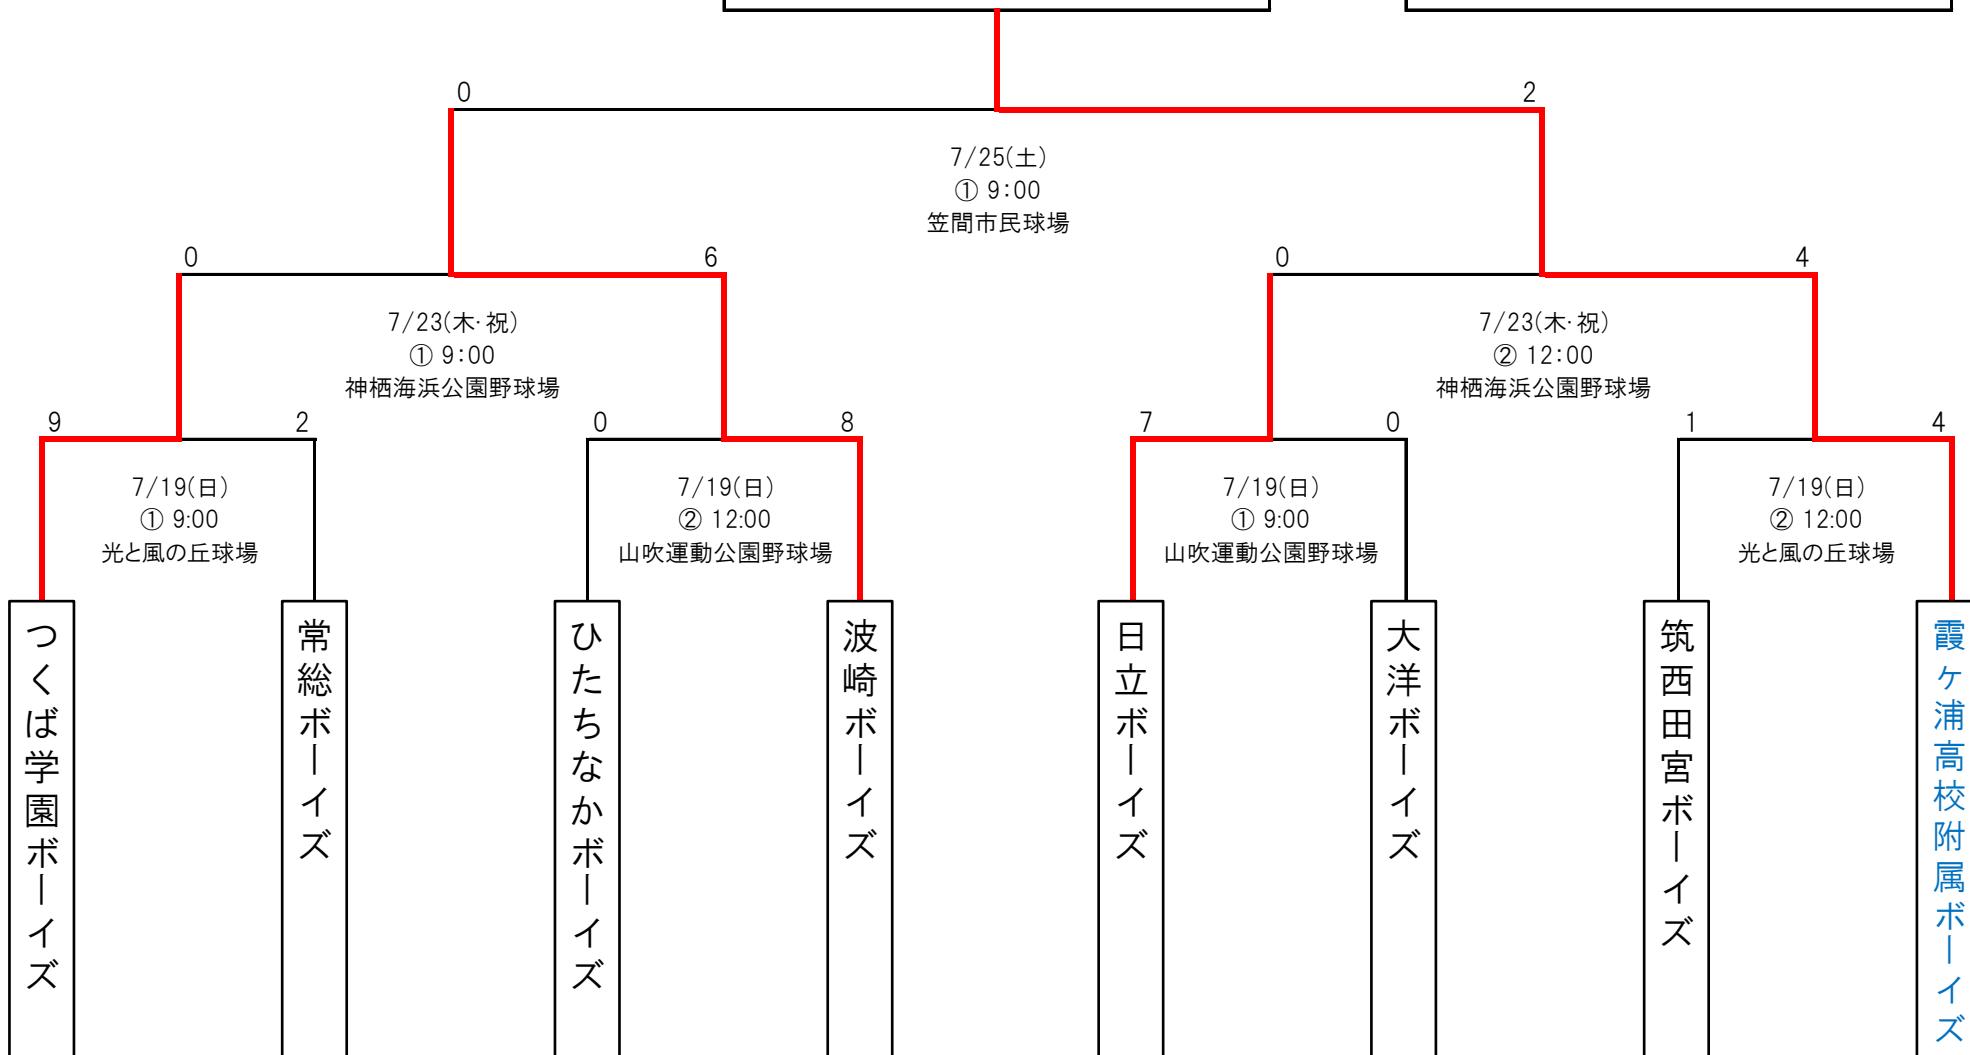 0
2
7/25(土)
① 9:00
笠間市民球場
0
6
0
4
7/23(木·祝)
① 9:00
神栖海浜公園野球場
7/23(木·祝)
② 12:00
神栖海浜公園野球場
9
2
0
8
7
0
1
4
7/19(日)
① 9:00
光と風の丘球場
7/19(日)
② 12:00
山吹運動公園野球場
7/19(日)
① 9:00
山吹運動公園野球場
7/19(日)
② 12:00
光と風の丘球場
つくば学園ボーイズ
常総ボーイズ
ひたちなかボーイズ
波崎ボーイズ
日立ボーイズ
大洋ボーイズ
筑西田宮ボーイズ
霞ヶ浦高校附属ボーイズ